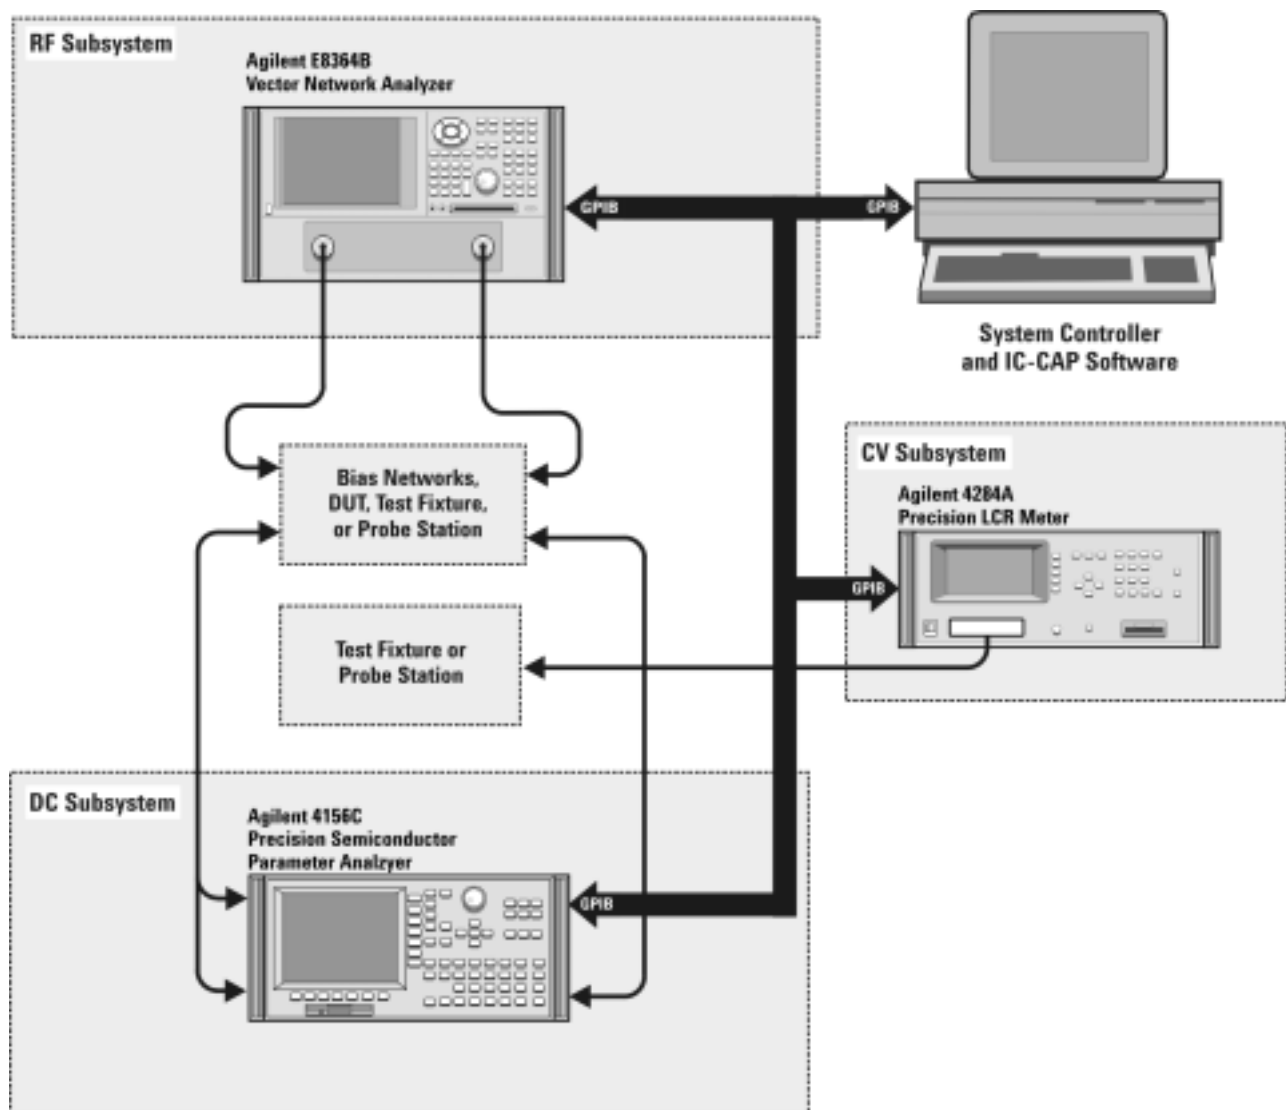 RF Subsystem
Agilent E8364B
Vector Network Analyzer
GPIB
GPIB
System Controller
and IC-CAP Software
Bias Networks,
DUT, Test Fixture,
or Probe Station
CV Subsystem
Agilent 4284A
Precision LCR Meter
GPIB
Test Fixture or
Probe Station
DC Subsystem
Agilent 4156C
Precision Semiconductor
Parameter Analzyer
GPIB